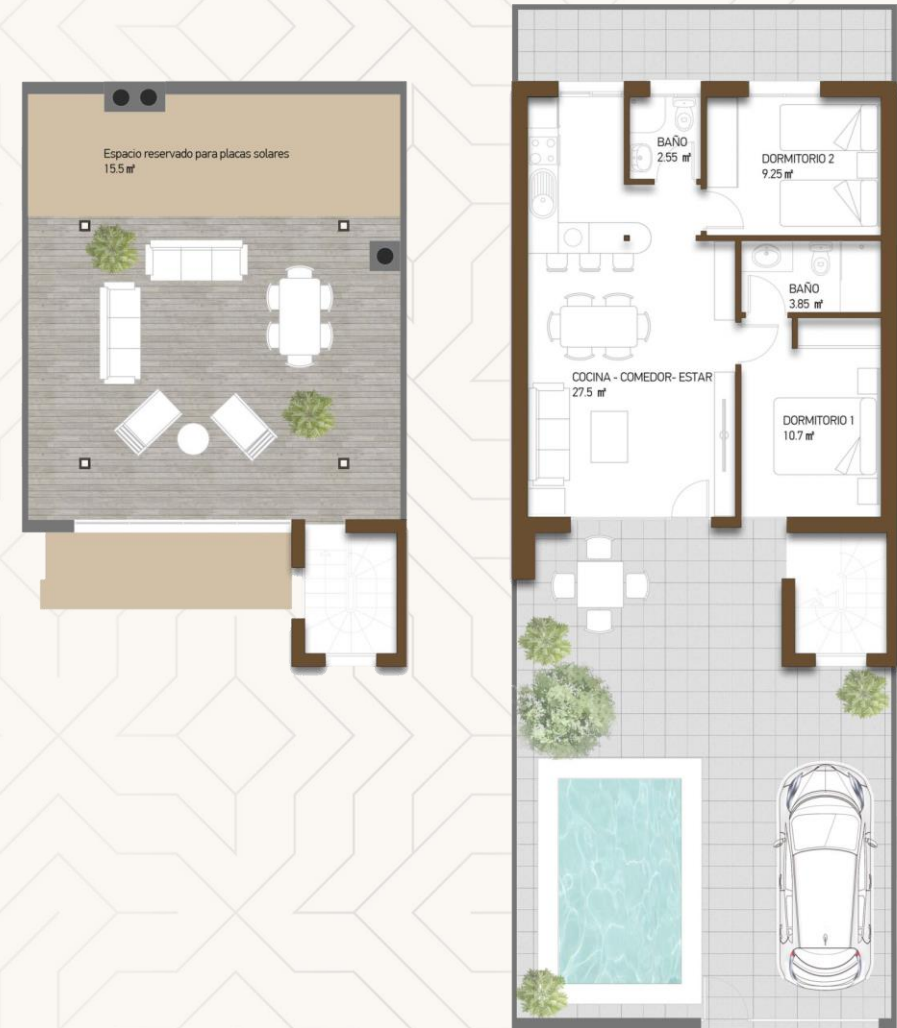 Espacio reservado para placas solares
15.5 m²
BAÑO
2.55 m²
DORMITORIO 2
9.25 m²
BAÑO
3.85 m²
COCINA - COMEDOR- ESTAR
27.5 m²
DORMITORIO 1
10.7 m²